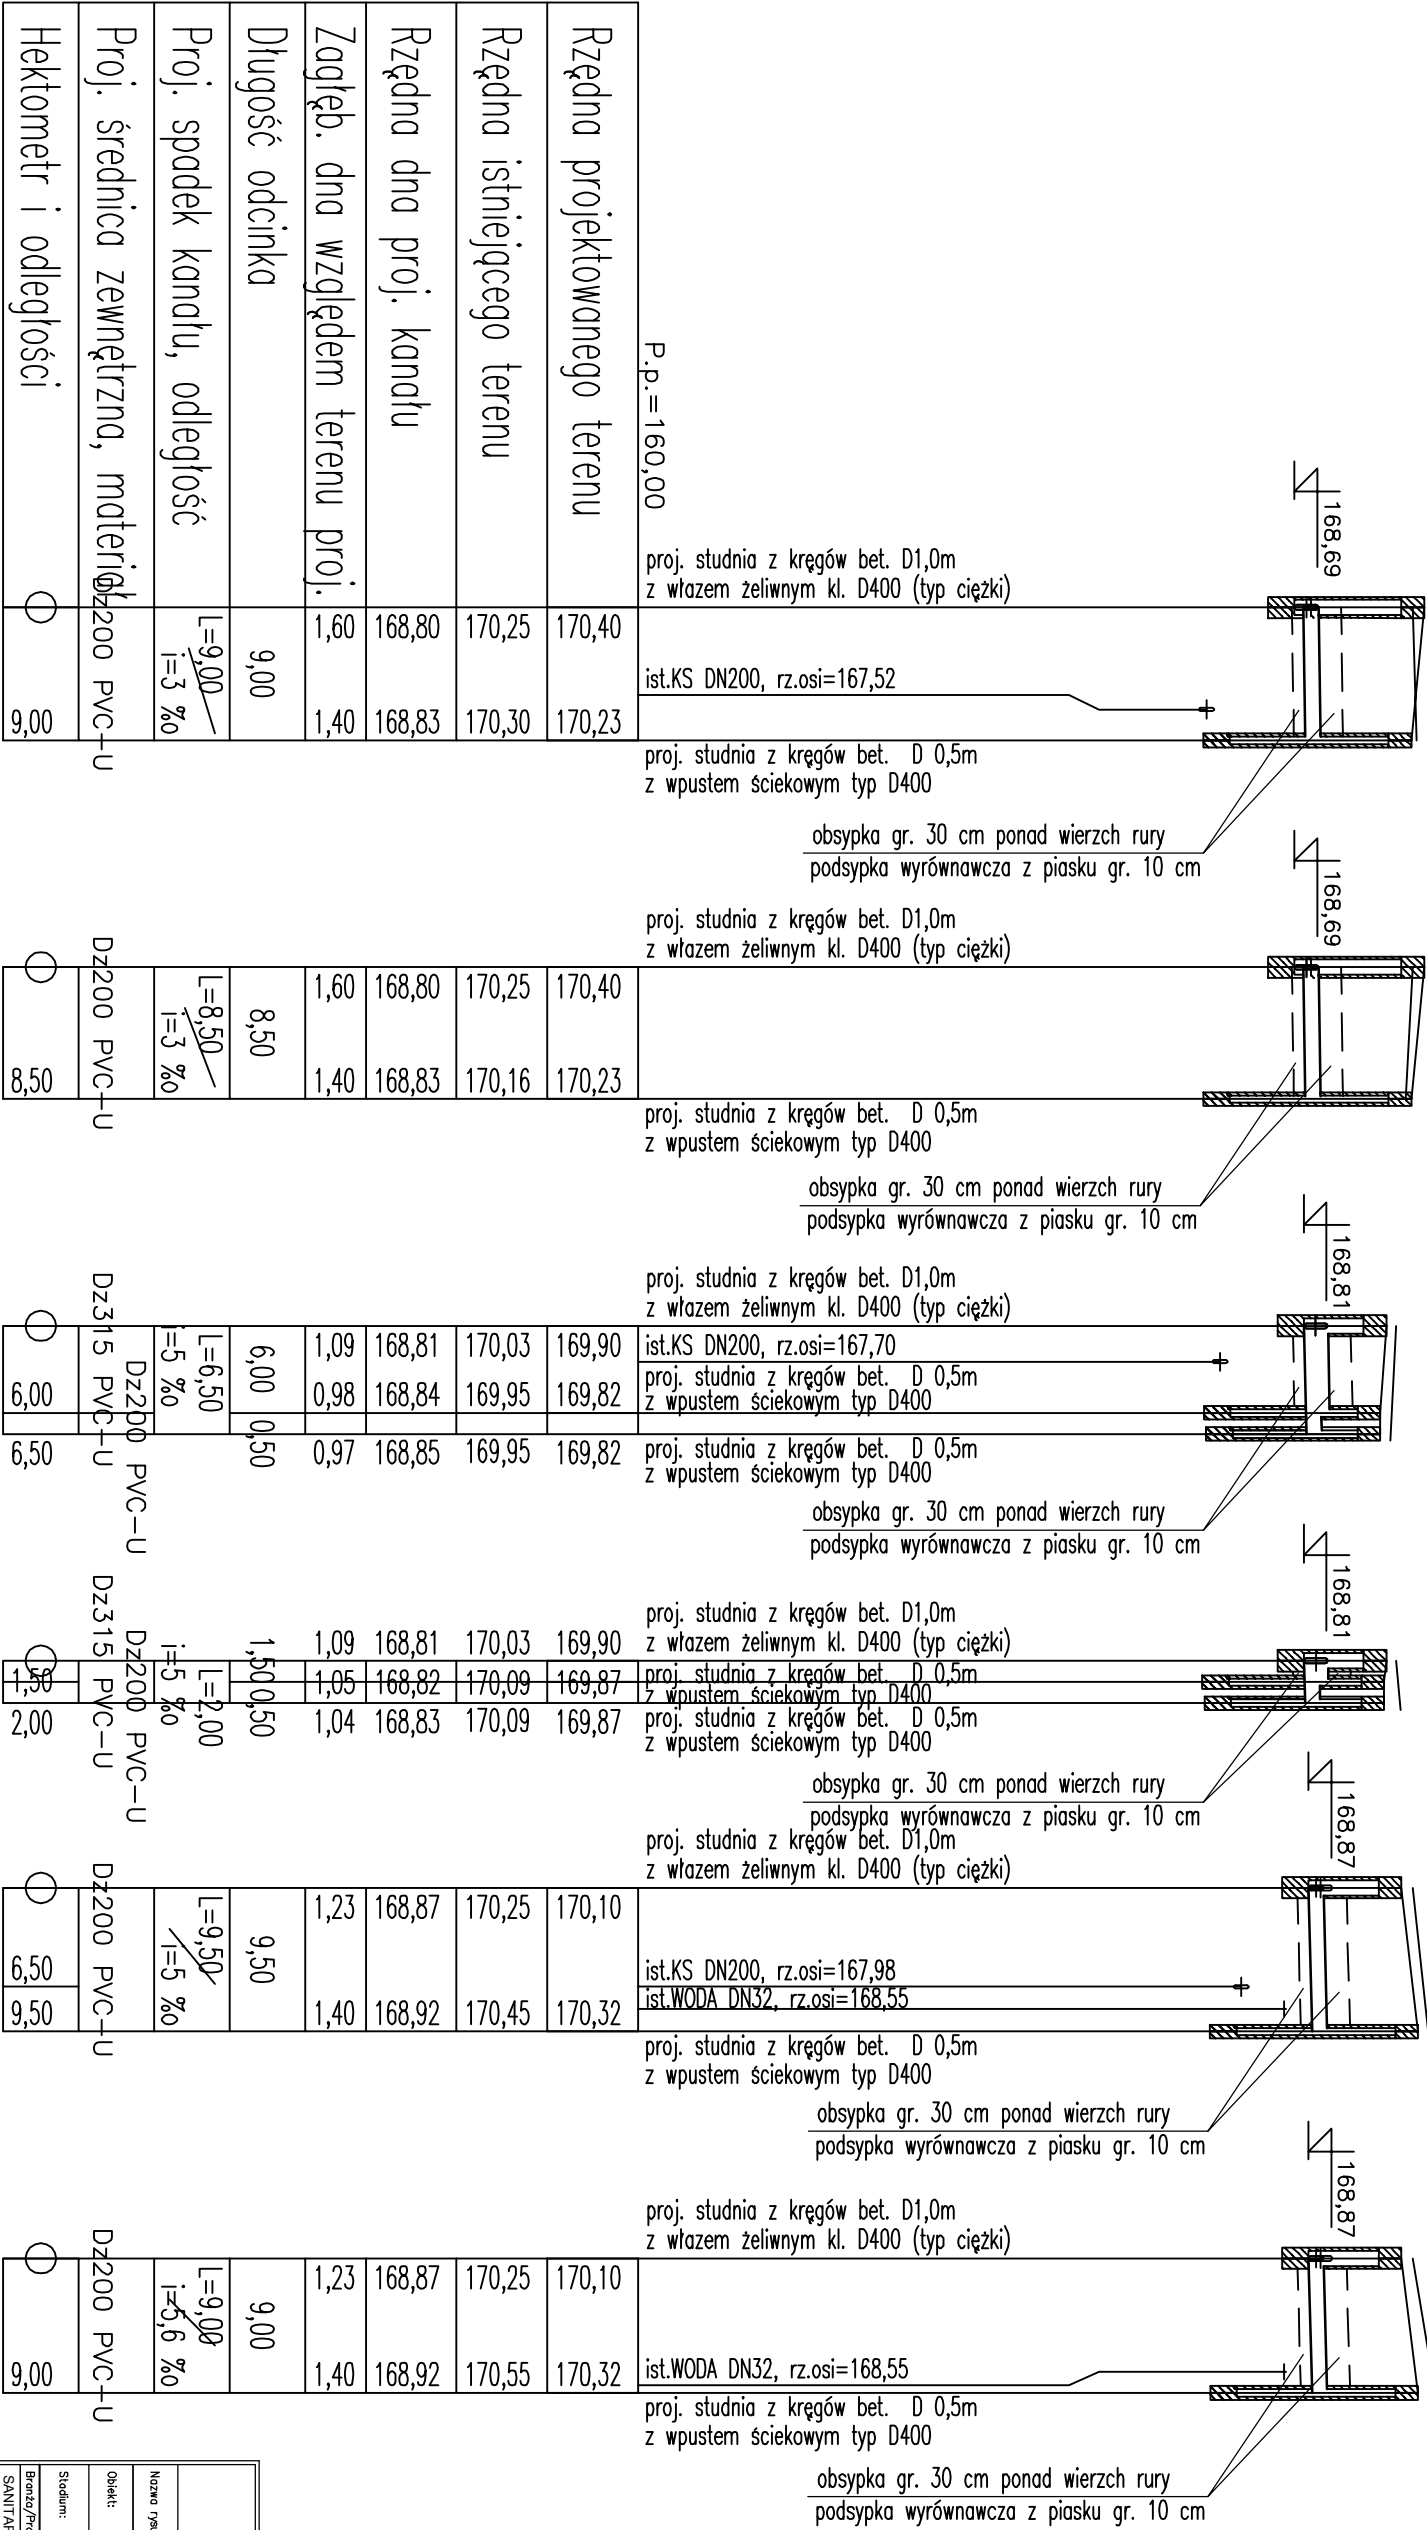 Rzędna projektowanego terenu
Rzędna istniejącego terenu
Rzędna dna proj. kanału
Zagłęb. dna względem terenu proj.
Długość odcinka
Proj. spadek kanału, odległość
Proj. średnica zewnętrzna, materiał
Hektometr i odległości
P.p.=160,00
168,69
proj. studnia z kręgów bet. D1,0m
z włazem żeliwnym kl. D400 (typ ciężki)
ist.KS DN200, rz.osi=167,52
proj. studnia z kręgów bet. D 0,5m
z wpustem ściekowym typ D400
obsypka gr. 30 cm ponad wierzch rury
podsypka wyrównawcza z piasku gr. 10 cm
170,40 170,23
170,25 170,30
168,80 168,83
1,60 1,40
9,00
L=9,00
i=3 ‰
Dz200 PVC-U
9,00
168,69
proj. studnia z kręgów bet. D1,0m
z włazem żeliwnym kl. D400 (typ ciężki)
proj. studnia z kręgów bet. D 0,5m
z wpustem ściekowym typ D400
obsypka gr. 30 cm ponad wierzch rury
podsypka wyrównawcza z piasku gr. 10 cm
170,40 170,23
170,25 170,16
168,80 168,83
1,60 1,40
8,50
L=8,50
i=3 ‰
Dz200 PVC-U
8,50
168,81
proj. studnia z kręgów bet. D1,0m
z włazem żeliwnym kl. D400 (typ ciężki)
ist.KS DN200, rz.osi=167,70
proj. studnia z kręgów bet. D 0,5m
z wpustem ściekowym typ D400
proj. studnia z kręgów bet. D 0,5m
z wpustem ściekowym typ D400
obsypka gr. 30 cm ponad wierzch rury
podsypka wyrównawcza z piasku gr. 10 cm
169,90 169,82 169,82
170,03 169,95 169,95
168,81 168,84 168,85
1,09 0,98 0,97
6,00 0,50
L=6,50
i=5 ‰
Dz200 PVC-U
Dz315 PVC-U
6,00 6,50
168,81
proj. studnia z kręgów bet. D1,0m
z włazem żeliwnym kl. D400 (typ ciężki)
proj. studnia z kręgów bet. D 0,5m
z wpustem ściekowym typ D400
proj. studnia z kręgów bet. D 0,5m
z wpustem ściekowym typ D400
obsypka gr. 30 cm ponad wierzch rury
podsypka wyrównawcza z piasku gr. 10 cm
169,90 169,87 169,87
170,03 170,09 170,09
168,81 168,82 168,83
1,09 1,05 1,04
1,50 0,50
L=2,00
i=5 ‰
Dz200 PVC-U
Dz315 PVC-U
1,50 2,00
168,87
proj. studnia z kręgów bet. D1,0m
z włazem żeliwnym kl. D400 (typ ciężki)
ist.KS DN200, rz.osi=167,98
ist.WODA DN32, rz.osi=168,55
proj. studnia z kręgów bet. D 0,5m
z wpustem ściekowym typ D400
obsypka gr. 30 cm ponad wierzch rury
podsypka wyrównawcza z piasku gr. 10 cm
170,10 170,32
170,25 170,45
168,87 168,92
1,23 1,40
9,50
L=9,50
i=5 ‰
Dz200 PVC-U
6,50 9,50
168,87
proj. studnia z kręgów bet. D1,0m
z włazem żeliwnym kl. D400 (typ ciężki)
ist.WODA DN32, rz.osi=168,55
proj. studnia z kręgów bet. D 0,5m
z wpustem ściekowym typ D400
obsypka gr. 30 cm ponad wierzch rury
podsypka wyrównawcza z piasku gr. 10 cm
170,10 170,32
170,25 170,55
168,87 168,92
1,23 1,40
9,00
L=9,00
i=5,6 ‰
Dz200 PVC-U
9,00
Nazwa
Obiekt:
Stadium: